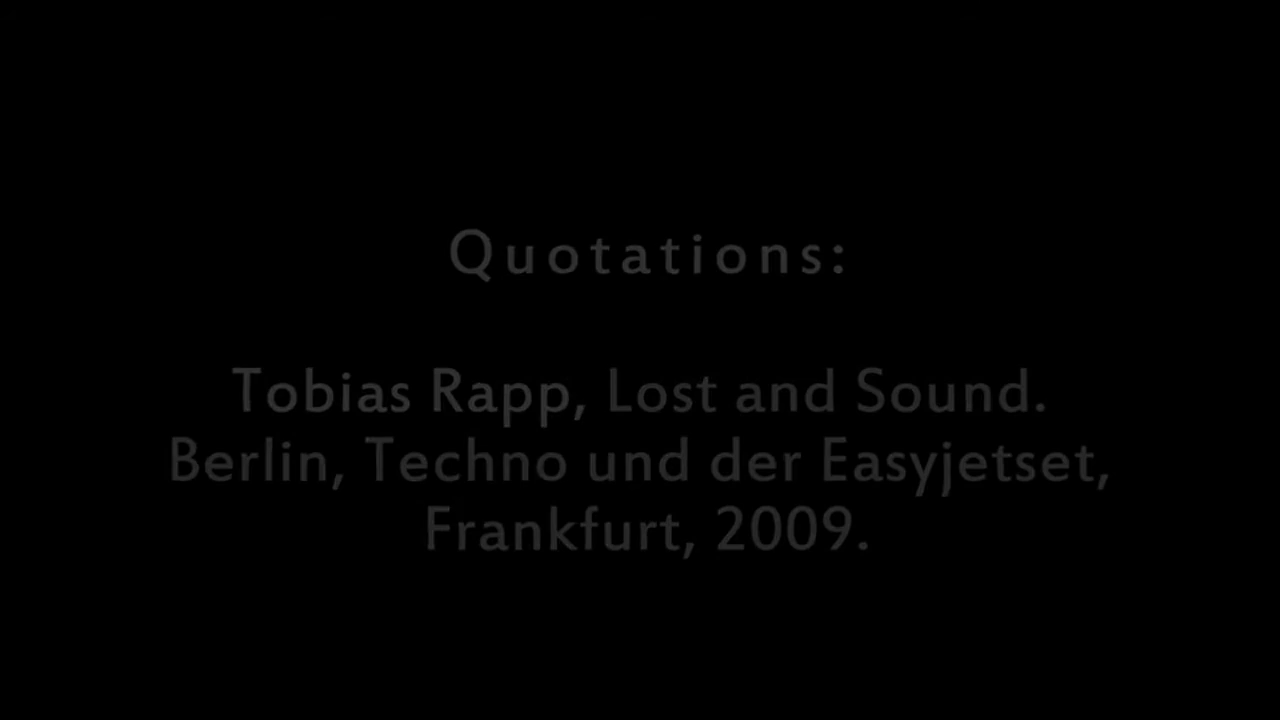 Quotations:
Tobias Rapp, Lost and Sound.
Berlin, Techno und der Easyjetset,
Frankfurt, 2009.